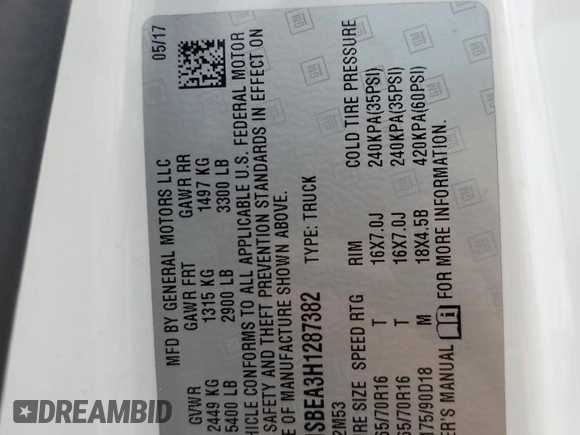 MFD BY GENERAL MOTORS LLC 05/17
GVWR GAWR FRT GAWR RR
2449 KG 1315 KG 1497 KG
5400 LB 2900 LB 3300 LB
HICLE CONFORMS TO ALL APPLICABLE U.S. FEDERAL MOTOR
SAFETY AND THEFT PREVENTION STANDARDS IN EFFECT ON
E OF MANUFACTURE SHOWN ABOVE.
SBEA3H1287382 TYPE: TRUCK
2M53
RE SIZE SPEED RTG RIM COLD TIRE PRESSURE
65/70R16 T 16X7.0J 240KPA(35PSI)
65/70R16 T 16X7.0J 240KPA(35PSI)
175/90D18 M 18X4.5B 420KPA(60PSI)
ER'S MANUAL FOR MORE INFORMATION.
GM
DIEBIDWIN.COM